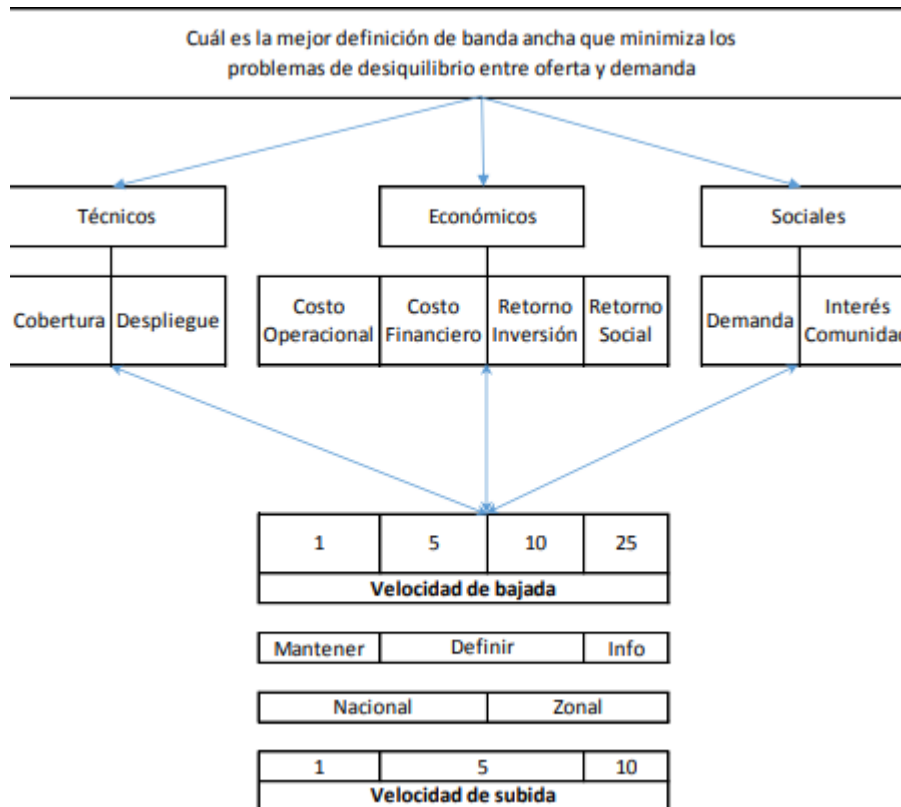 Cuál es la mejor definición de banda ancha que minimiza los
problemas de desiquilibrio entre oferta y demanda
Técnicos
Económicos
Sociales
Cobertura
Despliegue
Costo
Operacional
Costo
Financiero
Retorno
Inversión
Retorno
Social
Demanda
Interés
Comunidad
1
5
10
25
Velocidad de bajada
Mantener
Definir
Info
Nacional
Zonal
1
5
10
Velocidad de subida